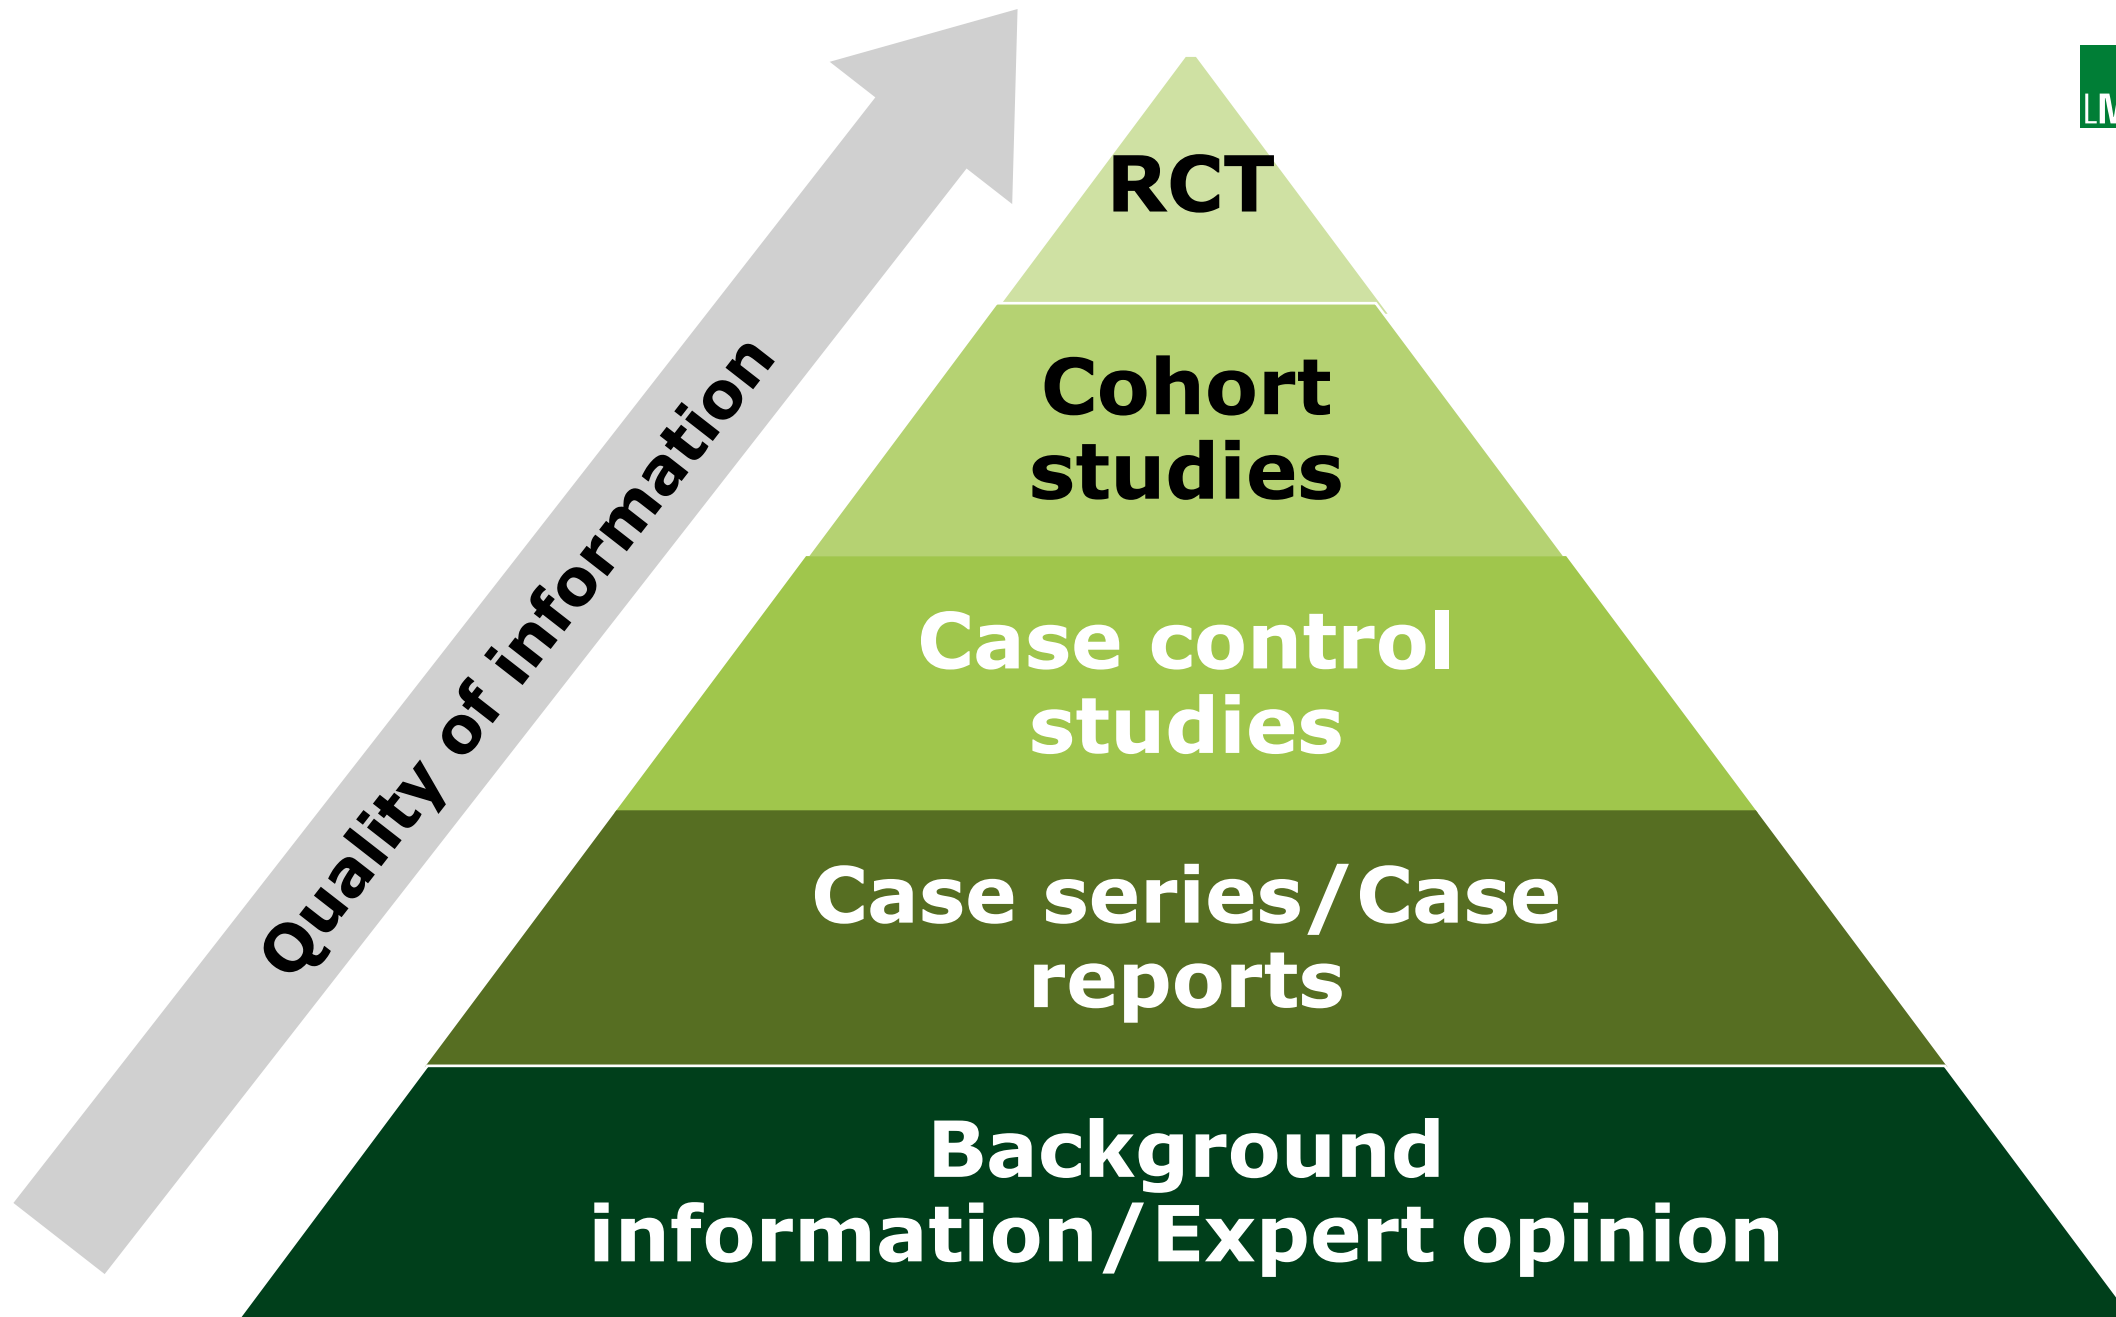 Quality of information
RCT
Cohort
studies
Case control
studies
Case series/Case
reports
Background
information/Expert opinion